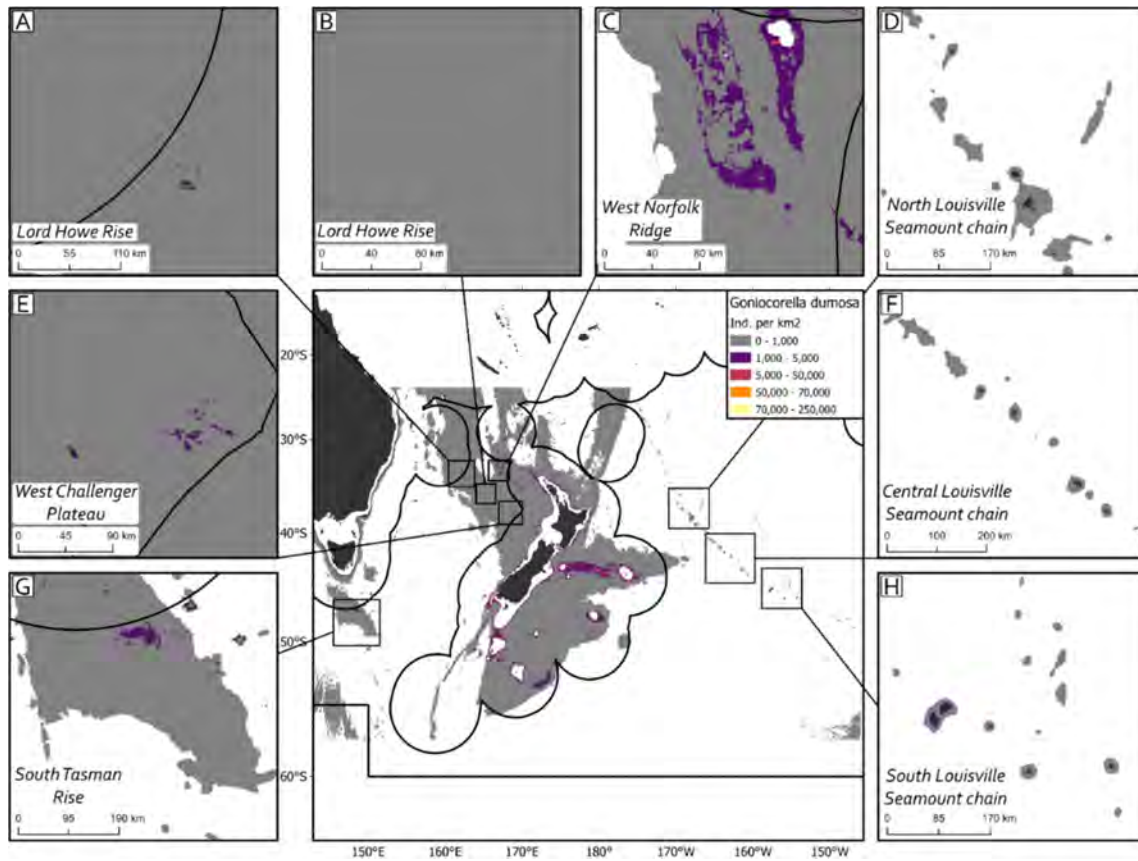 A
Lord Howe Rise
0 55 110 km
B
Lord Howe Rise
0 40 80 km
C
West Norfolk
Ridge
0 40 80 km
D
North Louisville
Seamount chain
0 85 170 km
E
West Challenger
Plateau
0 45 90 km
Goniocorella dumosa
Ind. per km2
0 - 1,000
1,000 - 5,000
5,000 - 50,000
50,000 - 70,000
70,000 - 250,000
20°S
30°S
40°S
50°S
60°S
150°E 160°E 170°E 180° 170°W 160°W 150°W
F
Central Louisville
Seamount chain
0 100 200 km
G
South Tasman
Rise
0 95 190 km
H
South Louisville
Seamount chain
0 85 170 km